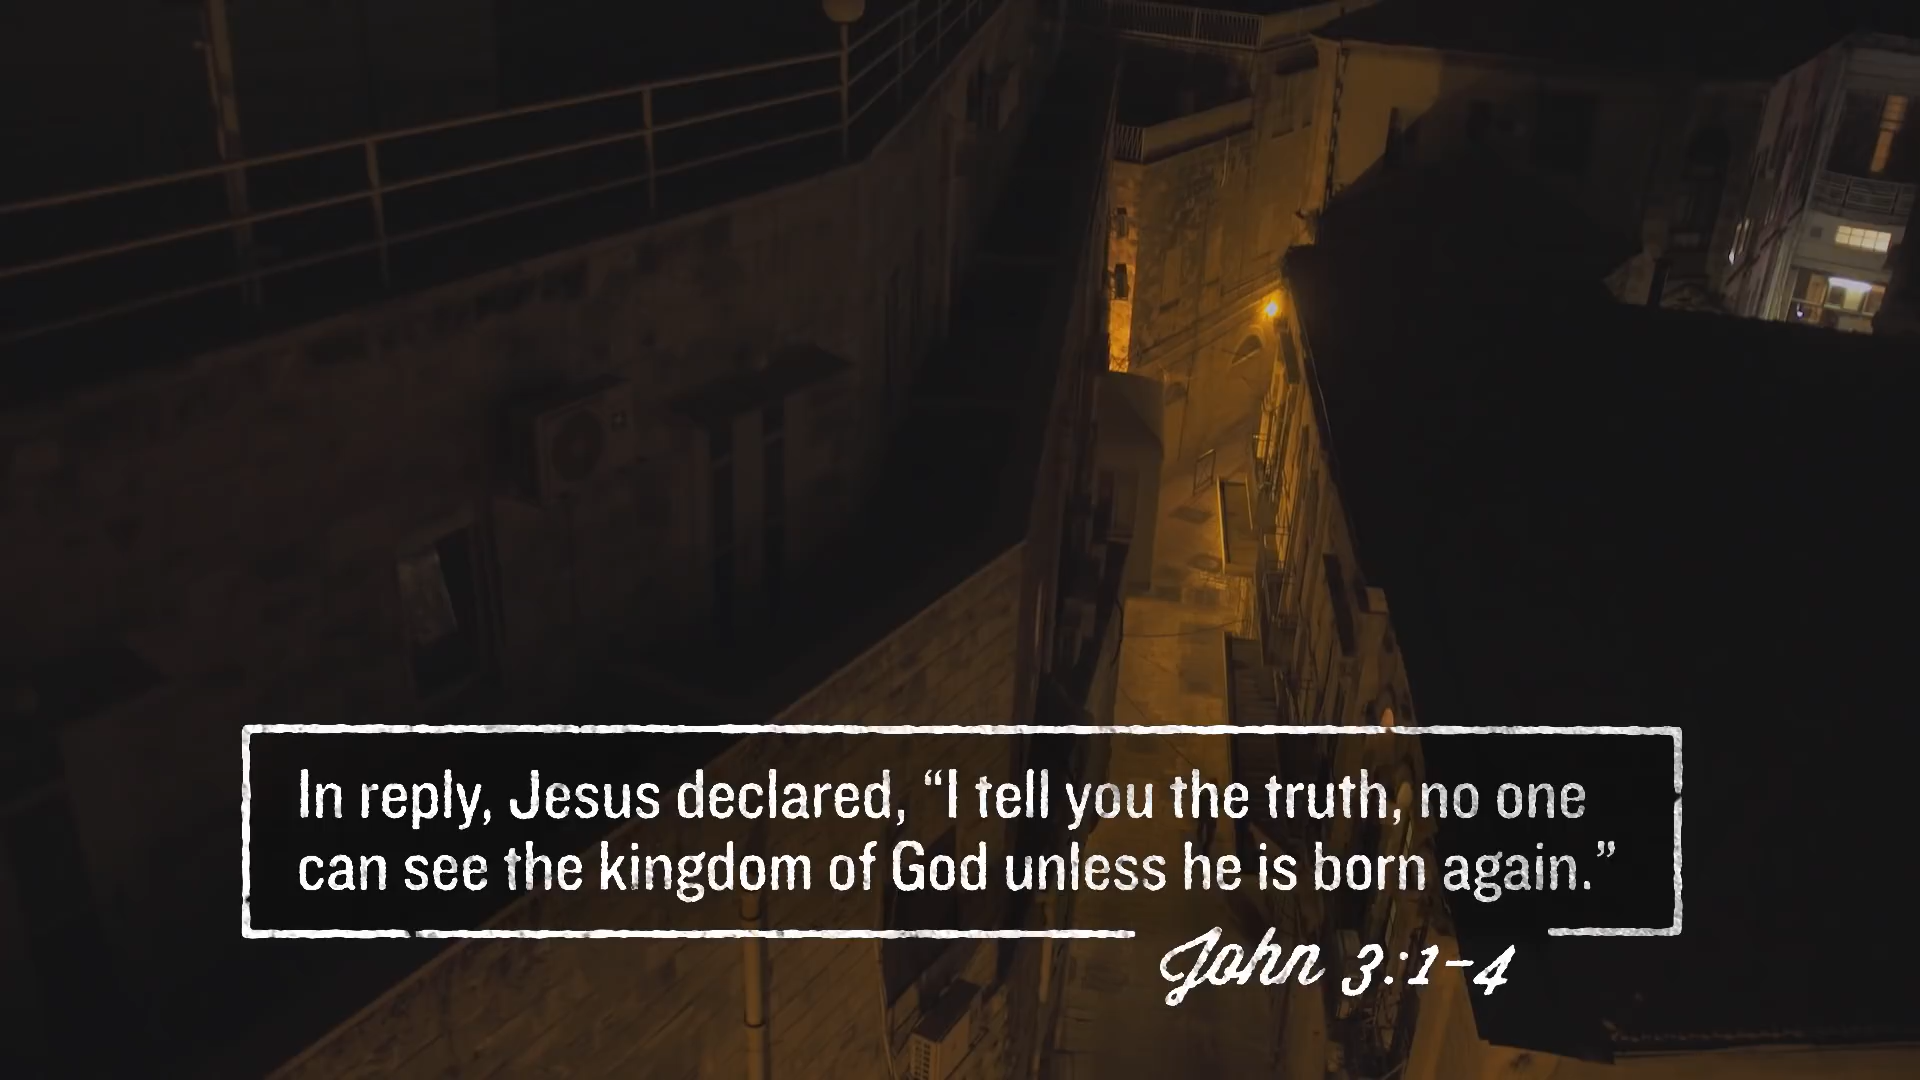 In reply, Jesus declared, “I tell you the truth, no one
can see the kingdom of God unless he is born again.”
John 3:1-4